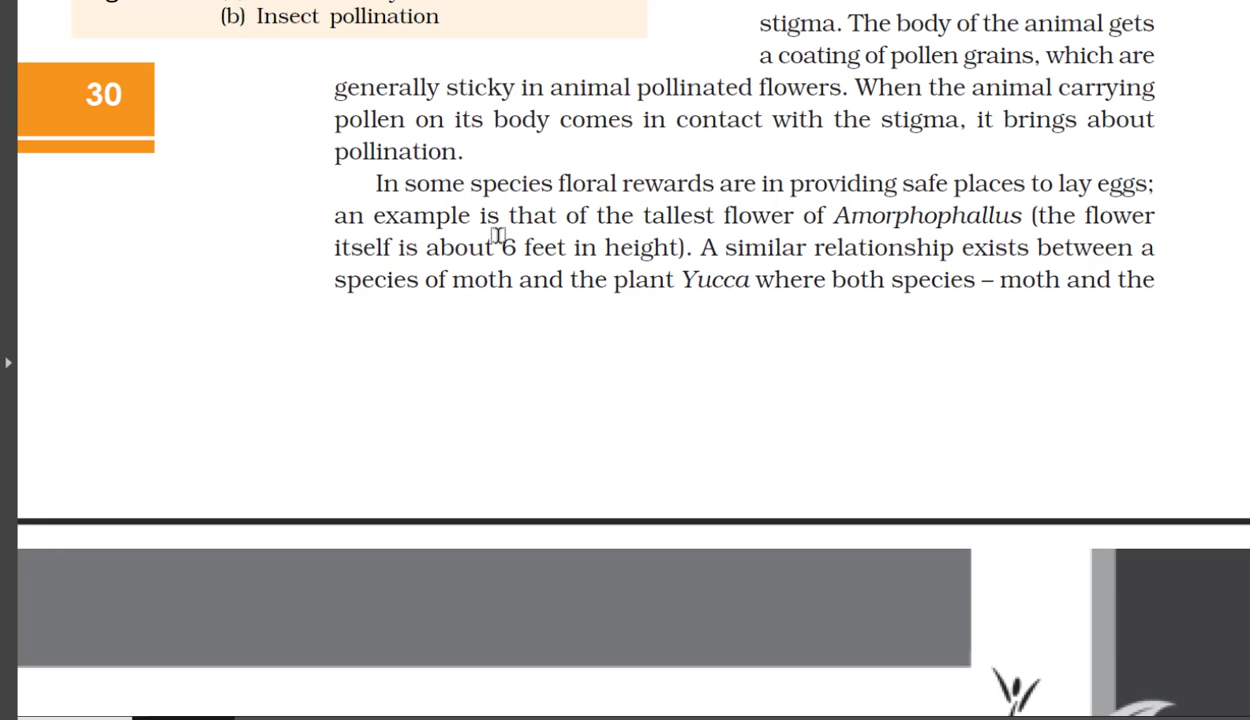 (b) Insect pollination
stigma. The body of the animal gets
a coating of pollen grains, which are
30
generally sticky in animal pollinated flowers. When the animal carrying
pollen on its body comes in contact with the stigma, it brings about
pollination.
In some species floral rewards are in providing safe places to lay eggs;
an example is that of the tallest flower of Amorphophallus (the flower
itself is about 6 feet in height). A similar relationship exists between a
species of moth and the plant Yucca where both species – moth and the